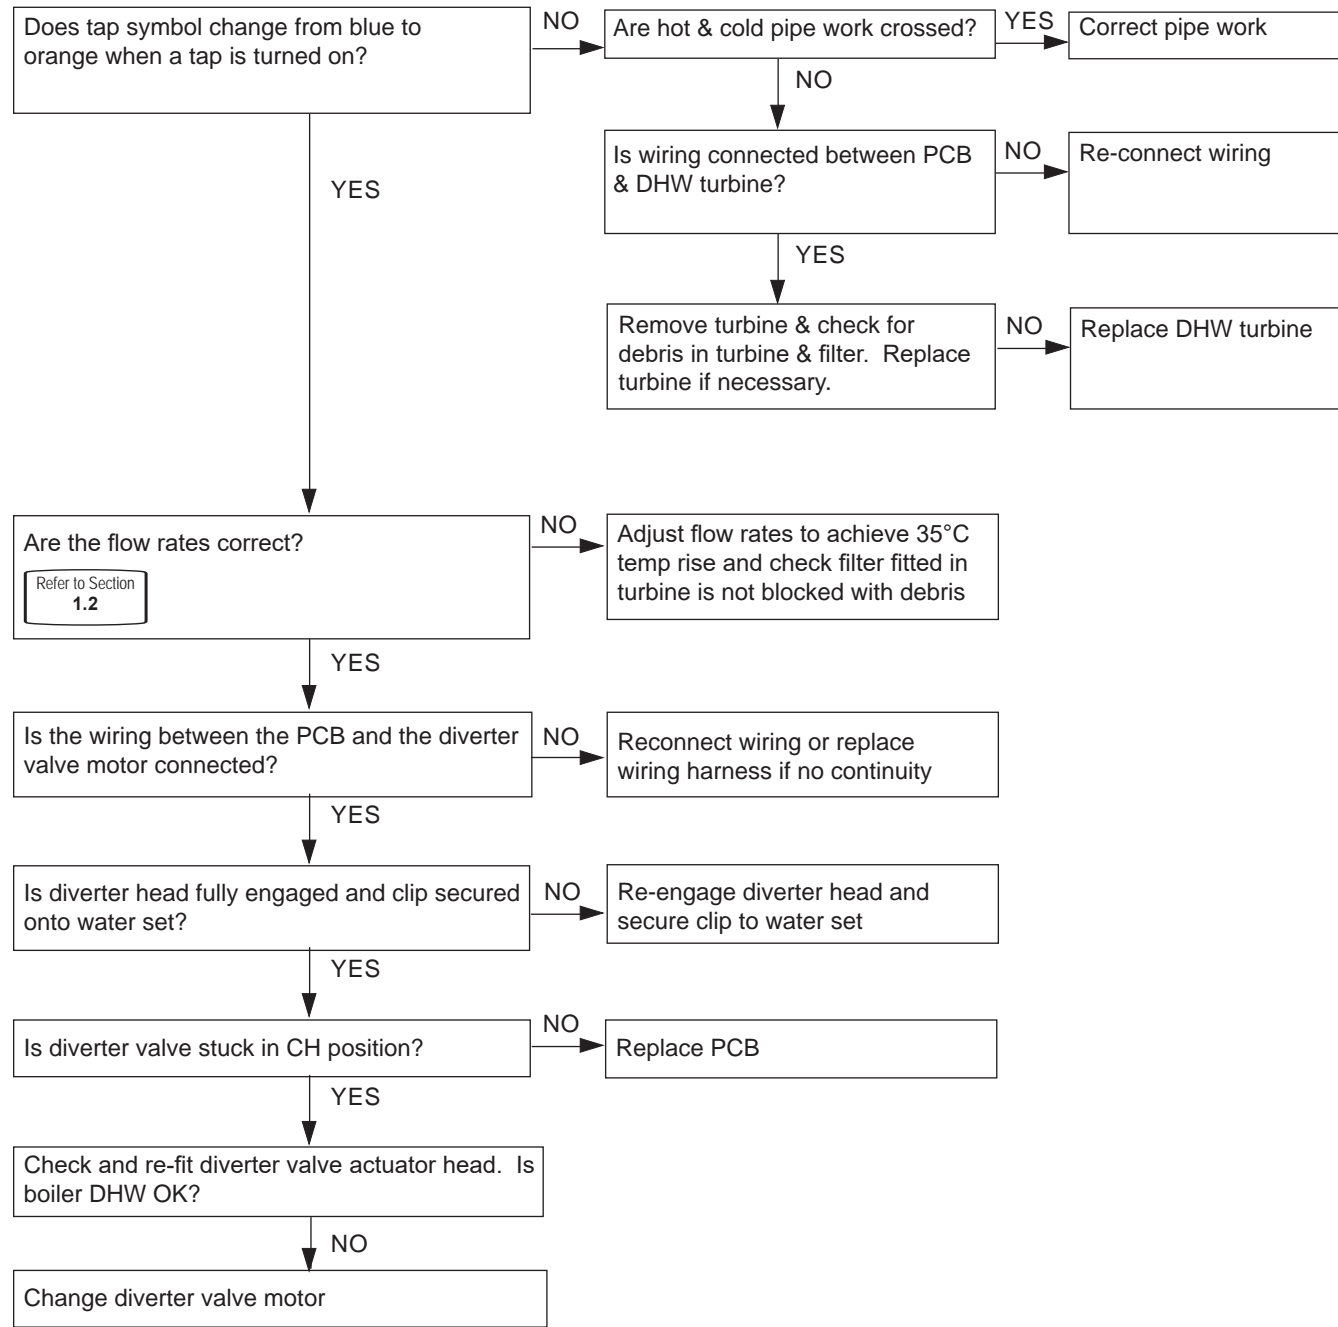 Does tap symbol change from blue to
orange when a tap is turned on?
NO
Are hot & cold pipe work crossed?
YES
Correct pipe work
NO
Is wiring connected between PCB
& DHW turbine?
NO
Re-connect wiring
YES
YES
Remove turbine & check for
debris in turbine & filter.  Replace
turbine if necessary.
NO
Replace DHW turbine
Are the flow rates correct?
Refer to Section
1.2
NO
Adjust flow rates to achieve 35°C
temp rise and check filter fitted in
turbine is not blocked with debris
YES
Is the wiring between the PCB and the diverter
valve motor connected?
NO
Reconnect wiring or replace
wiring harness if no continuity
YES
Is diverter head fully engaged and clip secured
onto water set?
NO
Re-engage diverter head and
secure clip to water set
YES
Is diverter valve stuck in CH position?
NO
Replace PCB
YES
Check and re-fit diverter valve actuator head.  Is
boiler DHW OK?
NO
Change diverter valve motor